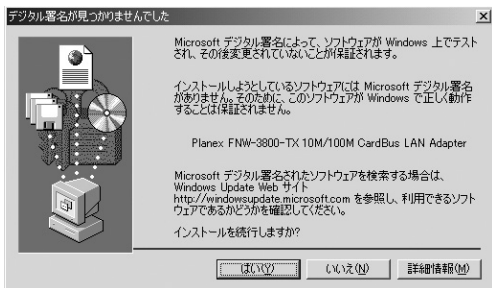 デジタル署名が見つかりませんでした
Microsoft デジタル署名によって、ソフトウェアが Windows 上でテスト
され、その後変更されていないことが保証されます。
インストールしようとしているソフトウェアには Microsoft デジタル署名
がありません。そのために、このソフトウェアが Windows で正しく動作
することは保証されません。
Planex FNW-3800-TX 10M/100M CardBus LAN Adapter
Microsoft デジタル署名されたソフトウェアを検索する場合は、
Windows Update Web サイト
http://windowsupdate.microsoft.com を参照し、利用できるソフト
ウェアであるかどうかを確認してください。
インストールを続行しますか?
はい(Y) いいえ(N) 詳細情報(M)